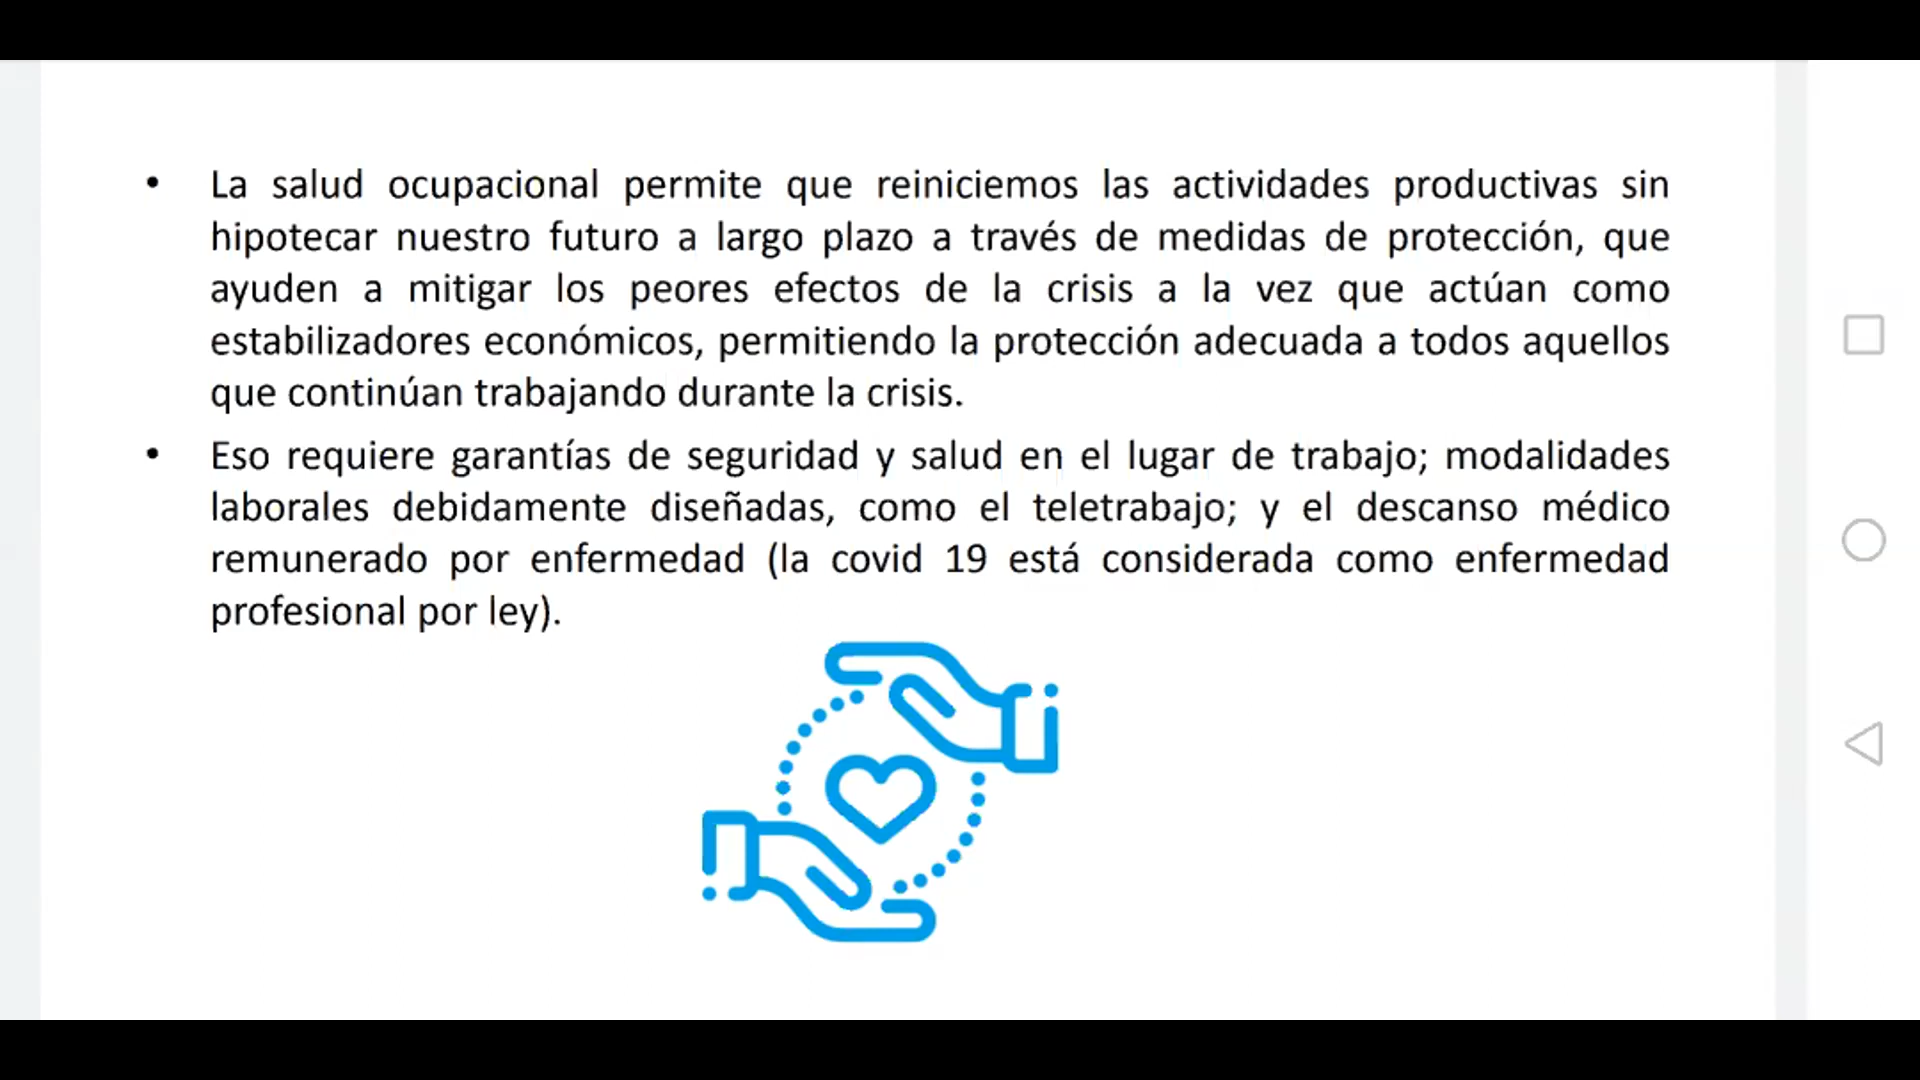 • La salud ocupacional permite que reiniciemos las actividades productivas sin
hipotecar nuestro futuro a largo plazo a través de medidas de protección, que
ayuden a mitigar los peores efectos de la crisis a la vez que actúan como
estabilizadores económicos, permitiendo la protección adecuada a todos aquellos
que continúan trabajando durante la crisis.
• Eso requiere garantías de seguridad y salud en el lugar de trabajo; modalidades
laborales debidamente diseñadas, como el teletrabajo; y el descanso médico
remunerado por enfermedad (la covid 19 está considerada como enfermedad
profesional por ley).